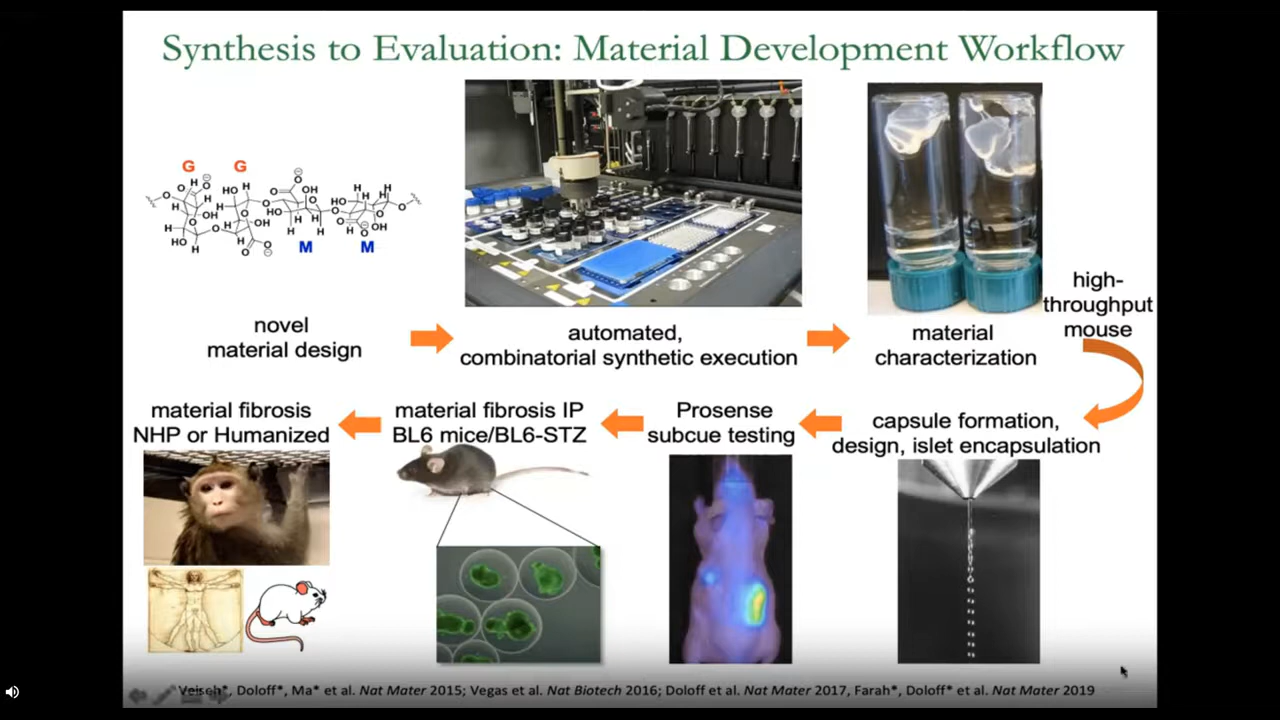 Synthesis to Evaluation: Material Development Workflow
G G
M M
novel
material design
automated,
combinatorial synthetic execution
material
characterization
high-
throughput
mouse
capsule formation,
design, islet encapsulation
Prosense
subcue testing
material fibrosis IP
BL6 mice/BL6-STZ
material fibrosis
NHP or Humanized
Veiseh*, Doloff*, Ma* et al. Nat Mater 2015; Vegas et al. Nat Biotech 2016; Doloff et al. Nat Mater 2017, Farah*, Doloff* et al. Nat Mater 2019